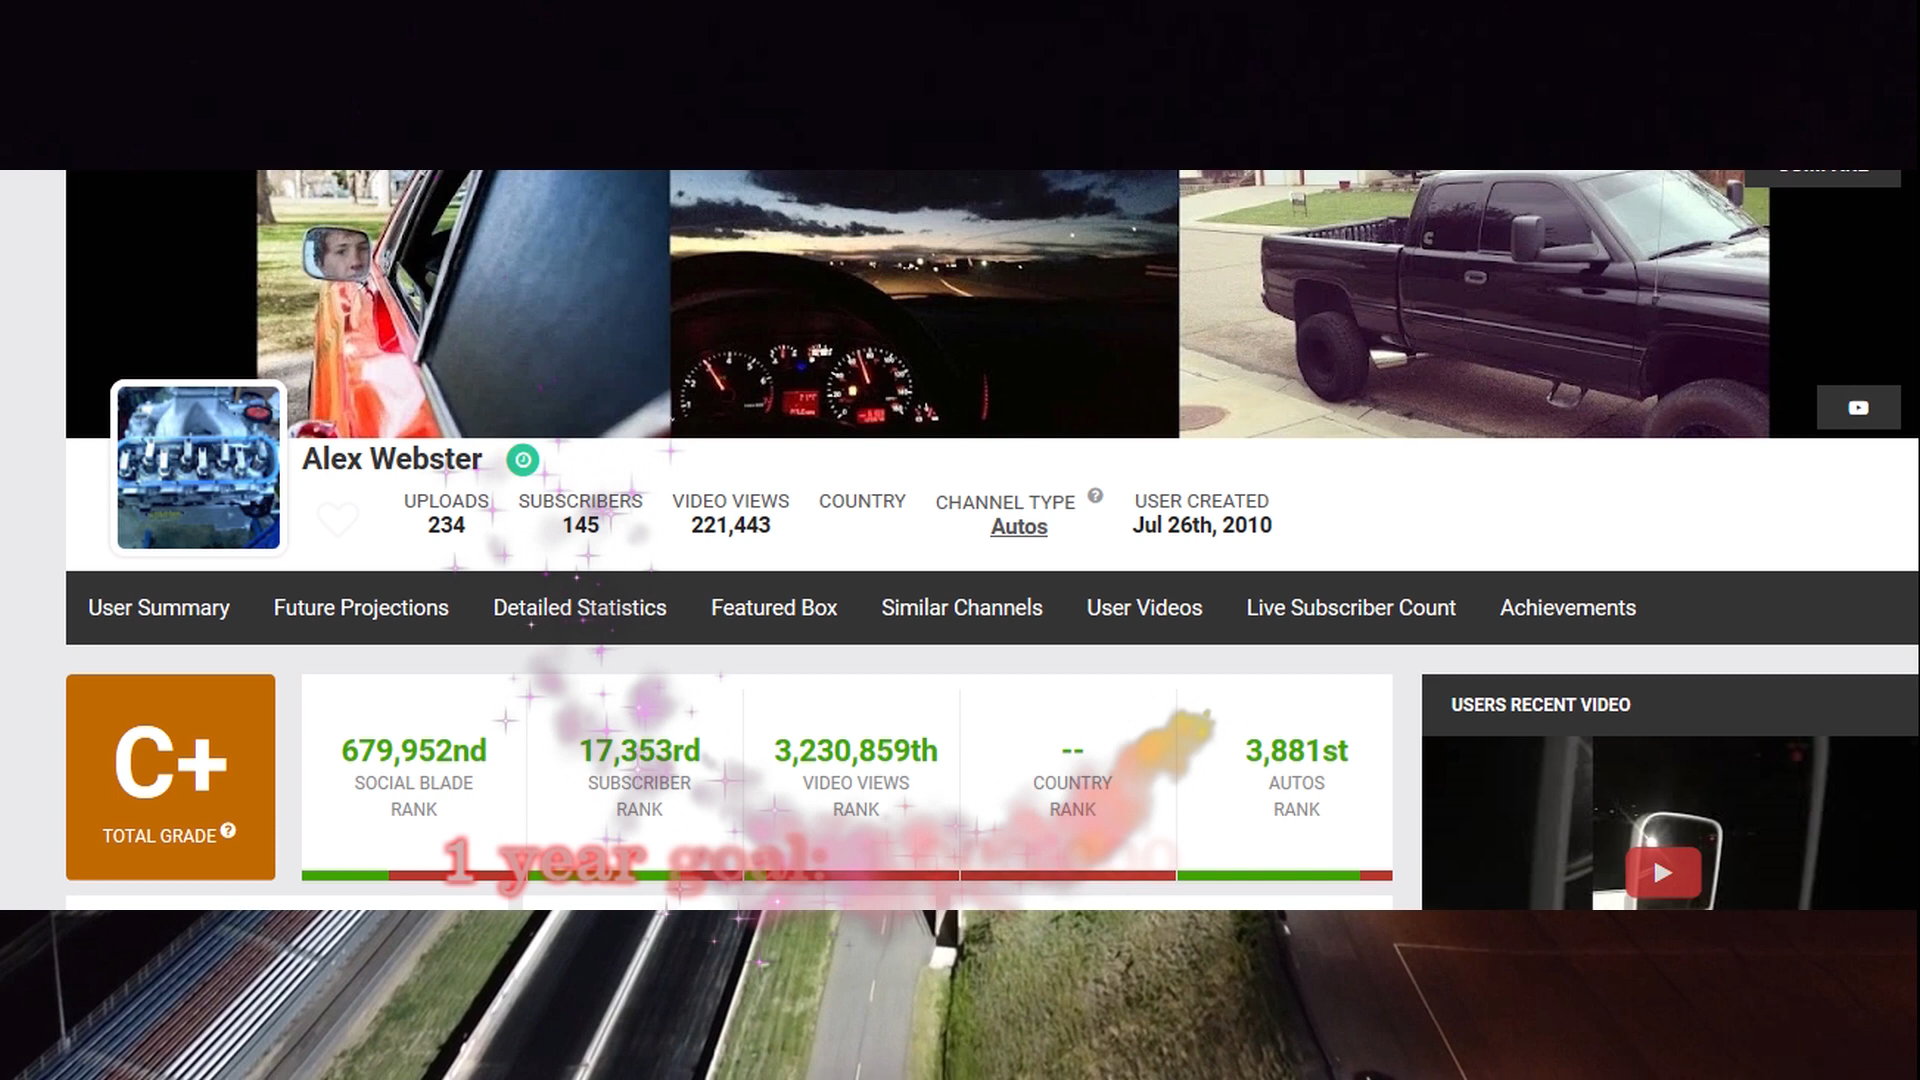 Alex Webster
UPLOADS
234
SUBSCRIBERS
145
VIDEO VIEWS
221,443
COUNTRY
CHANNEL TYPE
Autos
USER CREATED
Jul 26th, 2010
User Summary Future Projections Detailed Statistics Featured Box Similar Channels User Videos Live Subscriber Count Achievements
C+
TOTAL GRADE
679,952nd
SOCIAL BLADE
RANK
17,353rd
SUBSCRIBER
RANK
3,230,859th
VIDEO VIEWS
RANK
--
COUNTRY
RANK
3,881st
AUTOS
RANK
USERS RECENT VIDEO
1 year goal: